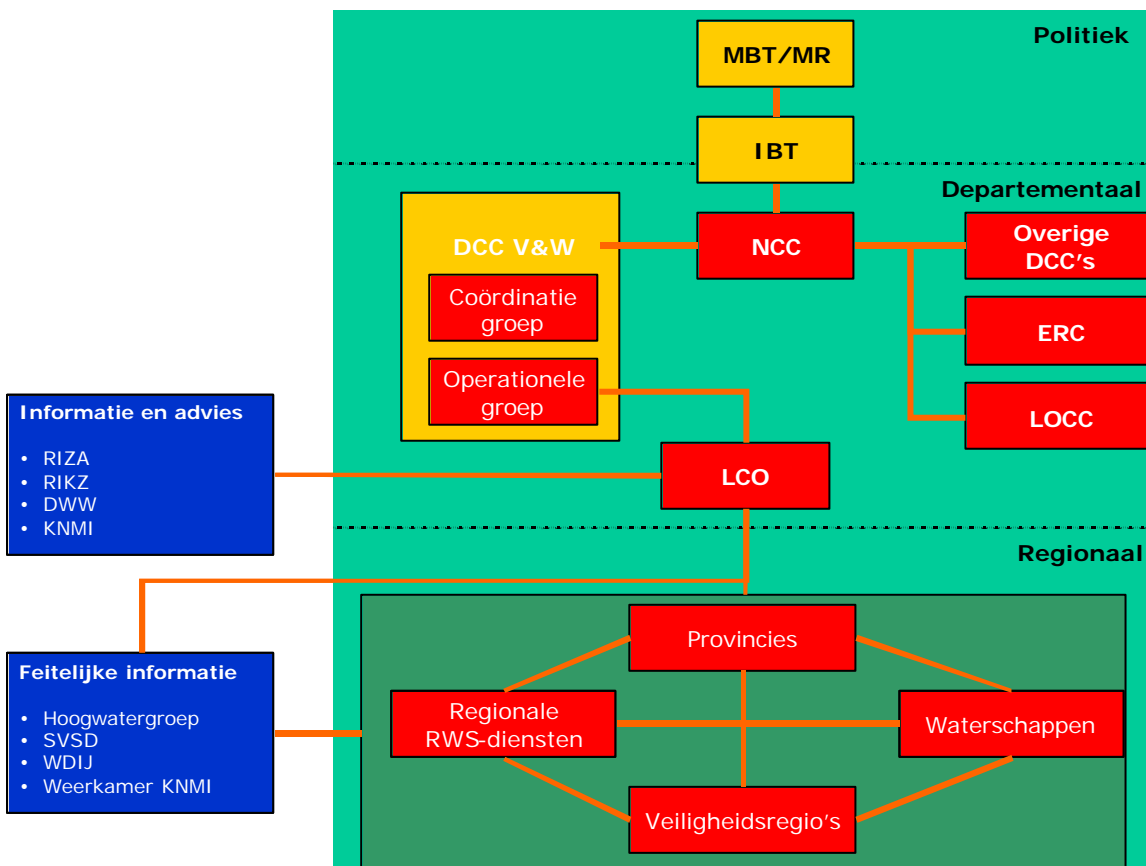 Politiek
MBT/MR
IBT
Departementaal
DCC V&W
NCC
Overige
DCC's
Coördinatie
groep
ERC
Operationele
groep
LOCC
Informatie en advies
• RIZA
• RIKZ
• DWW
• KNMI
LCO
Regionaal
Provincies
Feitelijke informatie
• Hoogwatergroep
• SVSD
• WDIJ
• Weerkamer KNMI
Regionale
RWS-diensten
Waterschappen
Veiligheidsregio's